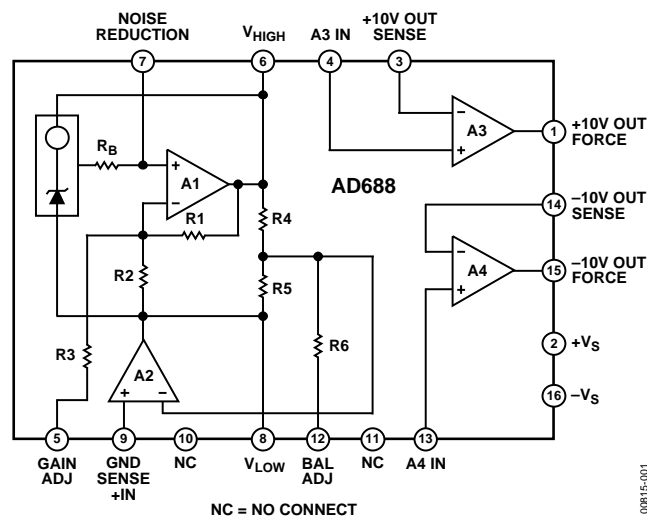 NOISE
REDUCTION
V_HIGH
A3 IN
+10V OUT
SENSE
7
6
4
3
R_B
A1
A3
1
+10V OUT
FORCE
AD688
R1
R4
14
–10V OUT
SENSE
R2
R5
A4
15
–10V OUT
FORCE
R3
R6
2
+V_S
A2
16
–V_S
5
9
10
8
12
11
13
GAIN
ADJ
GND
SENSE
+IN
NC
V_LOW
BAL
ADJ
NC
A4 IN
NC = NO CONNECT
00815-001